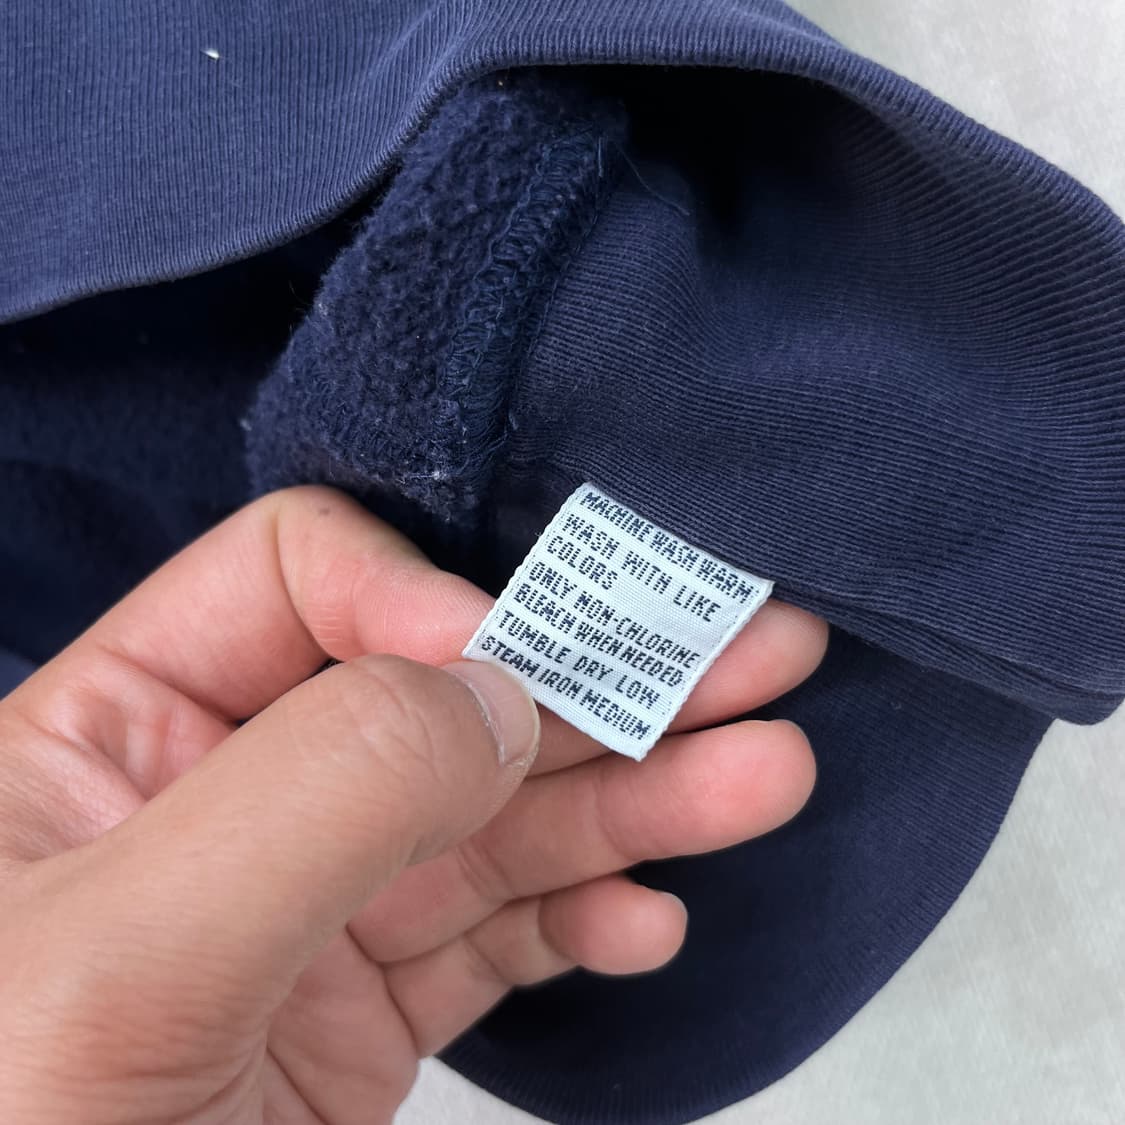 MACHINE WASH WARM
WASH WITH LIKE
COLORS
ONLY NON-CHLORINE
BLEACH WHEN NEEDED
TUMBLE DRY LOW
STEAM IRON MEDIUM